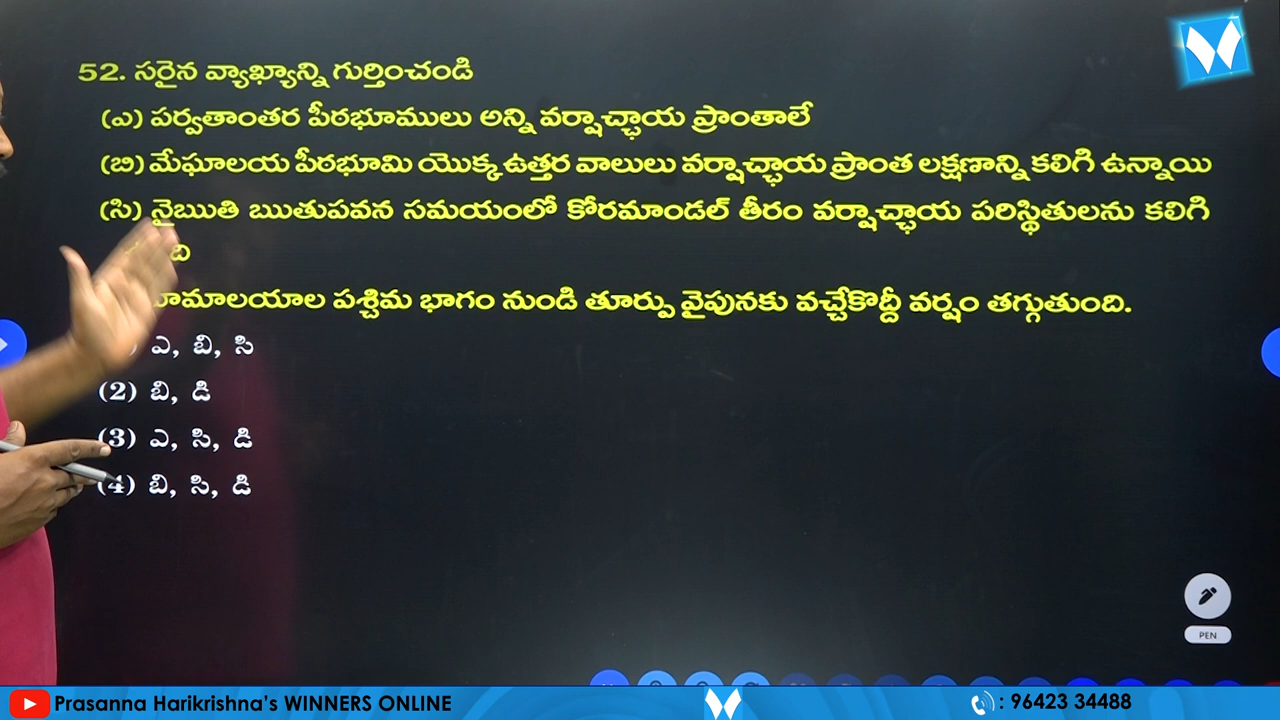 52. సరైన వ్యాఖ్యాన్ని గుర్తించండి
(ఎ) పర్వతాంతర పీఠభూములు అన్ని వర్షాచ్ఛాయ ప్రాంతాలే
(బి) మేఘాలయ పీఠభూమి యొక్క ఉత్తర వాలులు వర్షాచ్ఛాయ ప్రాంత లక్షణాన్ని కలిగి ఉన్నాయి
(సి) నైఋతి ఋతుపవన సమయంలో కోరమాండల్ తీరం వర్షాచ్ఛాయ పరిస్థితులను కలిగి
పశ్చిమ భాగం నుండి తూర్పు వైపునకు వచ్చేకొద్దీ వర్షం తగ్గుతుంది.
ఎ, బి, సి
(2) బి, డి
(3) ఎ, సి, డి
(4) బి, సి, డి
PEN
Prasanna Harikrishna's WINNERS ONLINE
: 96423 34488